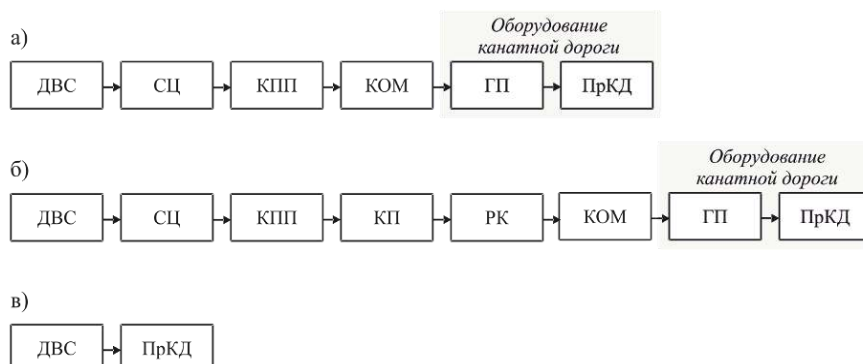 Оборудование
канатной дороги
а)
ДВС СЦ КПП КОМ ГП ПрКД
Оборудование
канатной дороги
б)
ДВС СЦ КПП КП РК КОМ ГП ПрКД
в)
ДВС ПрКД